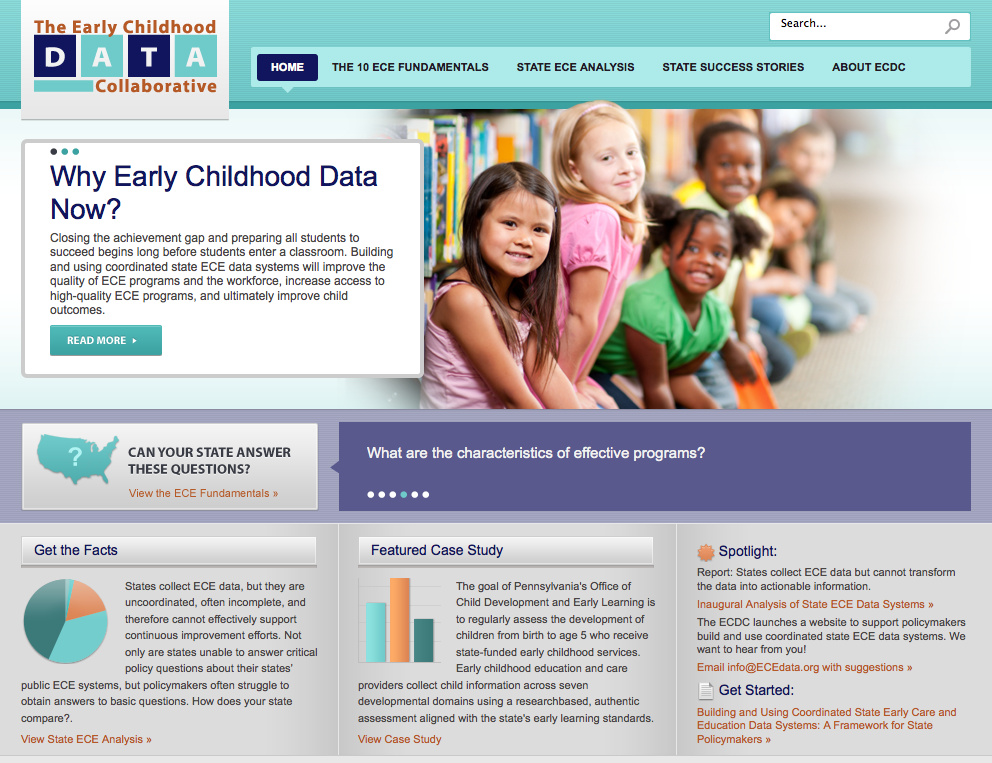 The Early Childhood
DATA
Collaborative
Search...
HOME
THE 10 ECE FUNDAMENTALS
STATE ECE ANALYSIS
STATE SUCCESS STORIES
ABOUT ECDC
Why Early Childhood Data
Now?
Closing the achievement gap and preparing all students to
succeed begins long before students enter a classroom. Building
and using coordinated state ECE data systems will improve the
quality of ECE programs and the workforce, increase access to
high-quality ECE programs, and ultimately improve child
outcomes.
READ MORE
?
CAN YOUR STATE ANSWER
THESE QUESTIONS?
View the ECE Fundamentals »
What are the characteristics of effective programs?
Get the Facts
States collect ECE data, but they are
uncoordinated, often incomplete, and
therefore cannot effectively support
continuous improvement efforts. Not
only are states unable to answer critical
policy questions about their states'
public ECE systems, but policymakers often struggle to
obtain answers to basic questions. How does your state
compare?.
View State ECE Analysis »
Featured Case Study
The goal of Pennsylvania's Office of
Child Development and Early Learning is
to regularly assess the development of
children from birth to age 5 who receive
state-funded early childhood services.
Early childhood education and care
providers collect child information across seven
developmental domains using a researchbased, authentic
assessment aligned with the state's early learning standards.
View Case Study
Spotlight:
Report: States collect ECE data but cannot transform
the data into actionable information.
Inaugural Analysis of State ECE Data Systems »
The ECDC launches a website to support policymakers
build and use coordinated state ECE data systems. We
want to hear from you!
Email info@ECEdata.org with suggestions »
Get Started:
Building and Using Coordinated State Early Care and
Education Data Systems: A Framework for State
Policymakers »